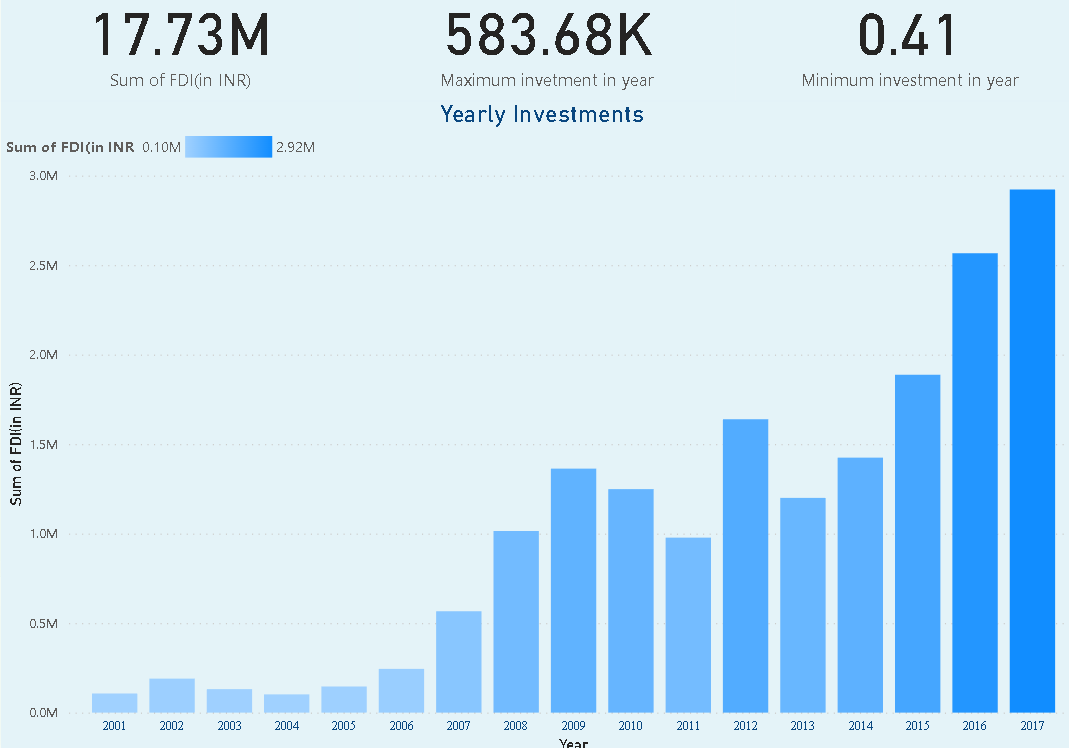 17.73M
583.68K
0.41
Sum of FDI(in INR)
Maximum invetment in year
Minimum investment in year
Yearly Investments
Sum of FDI(in INR 0.10M 2.92M
3.0M
2.5M
2.0M
1.5M
1.0M
0.5M
0.0M
Sum of FDI(in INR)
2001 2002 2003 2004 2005 2006 2007 2008 2009 2010 2011 2012 2013 2014 2015 2016 2017
Year